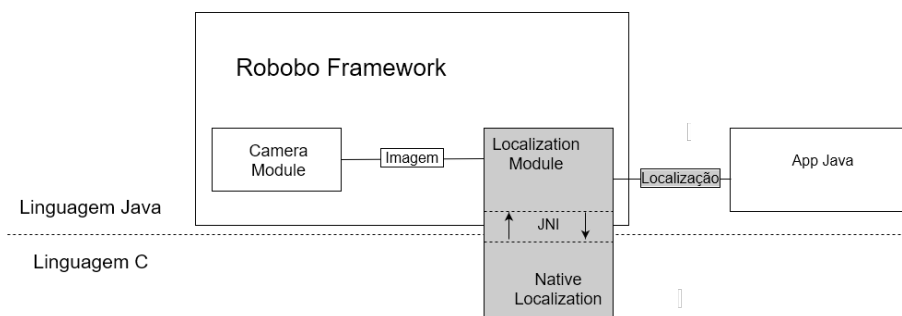 Robobo Framework
Camera
Module
Imagem
Localization
Module
Localização
App Java
JNI
Linguagem Java
Linguagem C
Native
Localization